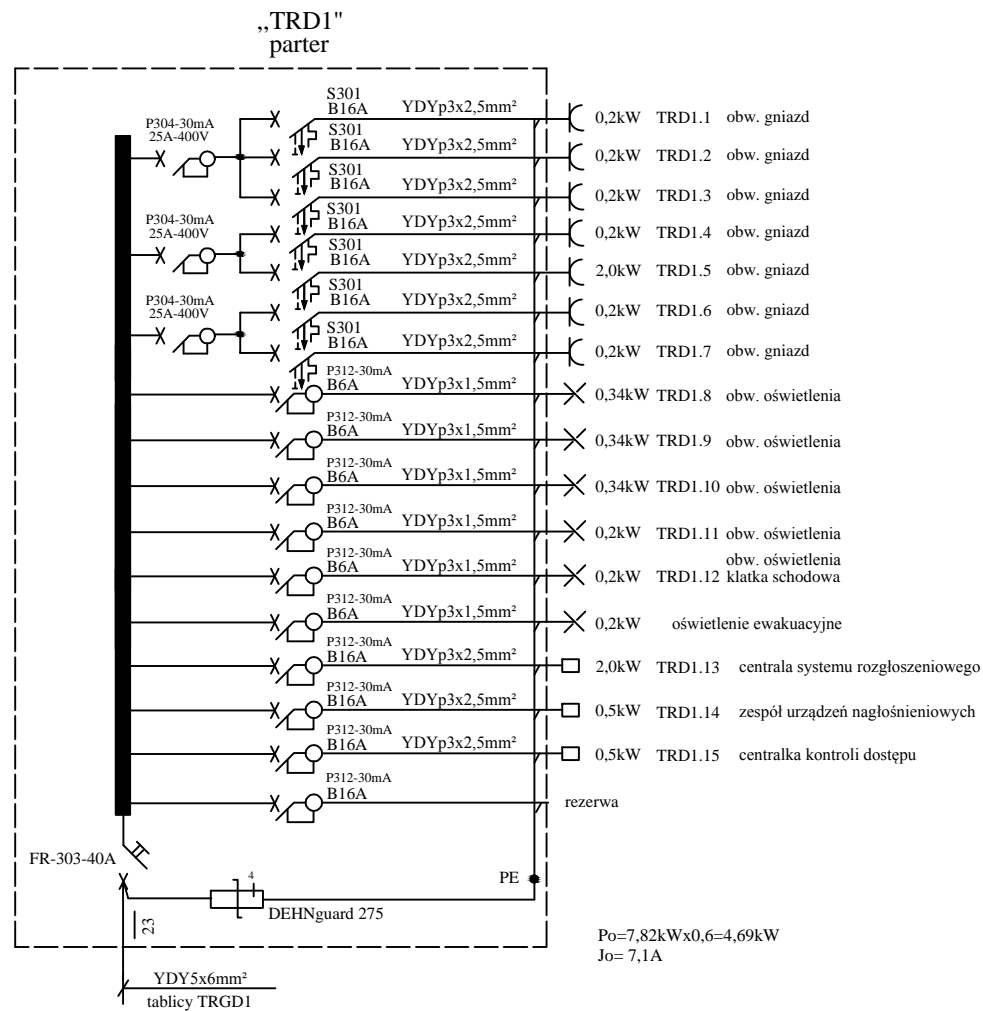 ,,TRD1"
parter
P304-30mA
25A-400V
P304-30mA
25A-400V
P304-30mA
25A-400V
S301
B16A YDYp3x2,5mm² 0,2kW TRD1.1 obw. gniazd
S301
B16A YDYp3x2,5mm² 0,2kW TRD1.2 obw. gniazd
S301
B16A YDYp3x2,5mm² 0,2kW TRD1.3 obw. gniazd
S301
B16A YDYp3x2,5mm² 0,2kW TRD1.4 obw. gniazd
S301
B16A YDYp3x2,5mm² 2,0kW TRD1.5 obw. gniazd
S301
B16A YDYp3x2,5mm² 0,2kW TRD1.6 obw. gniazd
S301
B16A YDYp3x2,5mm² 0,2kW TRD1.7 obw. gniazd
P312-30mA
B6A YDYp3x1,5mm² 0,34kW TRD1.8 obw. oświetlenia
P312-30mA
B6A YDYp3x1,5mm² 0,34kW TRD1.9 obw. oświetlenia
P312-30mA
B6A YDYp3x1,5mm² 0,34kW TRD1.10 obw. oświetlenia
P312-30mA
B6A YDYp3x1,5mm² 0,2kW TRD1.11 obw. oświetlenia
obw. oświetlenia
P312-30mA
B6A YDYp3x1,5mm² 0,2kW TRD1.12 klatka schodowa
P312-30mA
B6A YDYp3x1,5mm² 0,2kW oświetlenie ewakuacyjne
P312-30mA
B16A YDYp3x2,5mm² 2,0kW TRD1.13 centrala systemu rozgłoszeniowego
P312-30mA
B16A YDYp3x2,5mm² 0,5kW TRD1.14 zespół urządzeń nagłośnieniowych
P312-30mA
B16A YDYp3x2,5mm² 0,5kW TRD1.15 centralka kontroli dostępu
P312-30mA
B16A rezerwa
FR-303-40A
PE
4
DEHNguard 275
23
Po=7,82kWx0,6=4,69kW
Jo= 7,1A
YDY5x6mm²
tablicy TRGD1